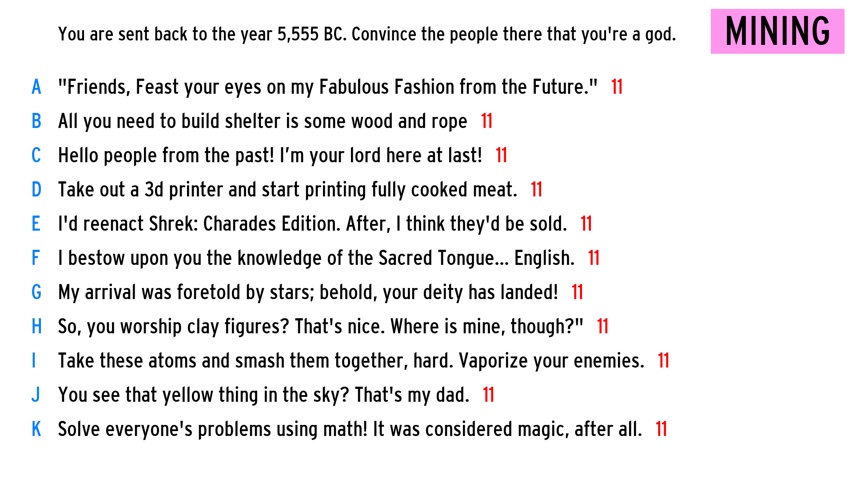 You are sent back to the year 5,555 BC. Convince the people there that you're a god.
MINING
A "Friends, Feast your eyes on my Fabulous Fashion from the Future." 11
B All you need to build shelter is some wood and rope 11
C Hello people from the past! I’m your lord here at last! 11
D Take out a 3d printer and start printing fully cooked meat. 11
E I'd reenact Shrek: Charades Edition. After, I think they'd be sold. 11
F I bestow upon you the knowledge of the Sacred Tongue... English. 11
G My arrival was foretold by stars; behold, your deity has landed! 11
H So, you worship clay figures? That's nice. Where is mine, though?" 11
I Take these atoms and smash them together, hard. Vaporize your enemies. 11
J You see that yellow thing in the sky? That's my dad. 11
K Solve everyone's problems using math! It was considered magic, after all. 11